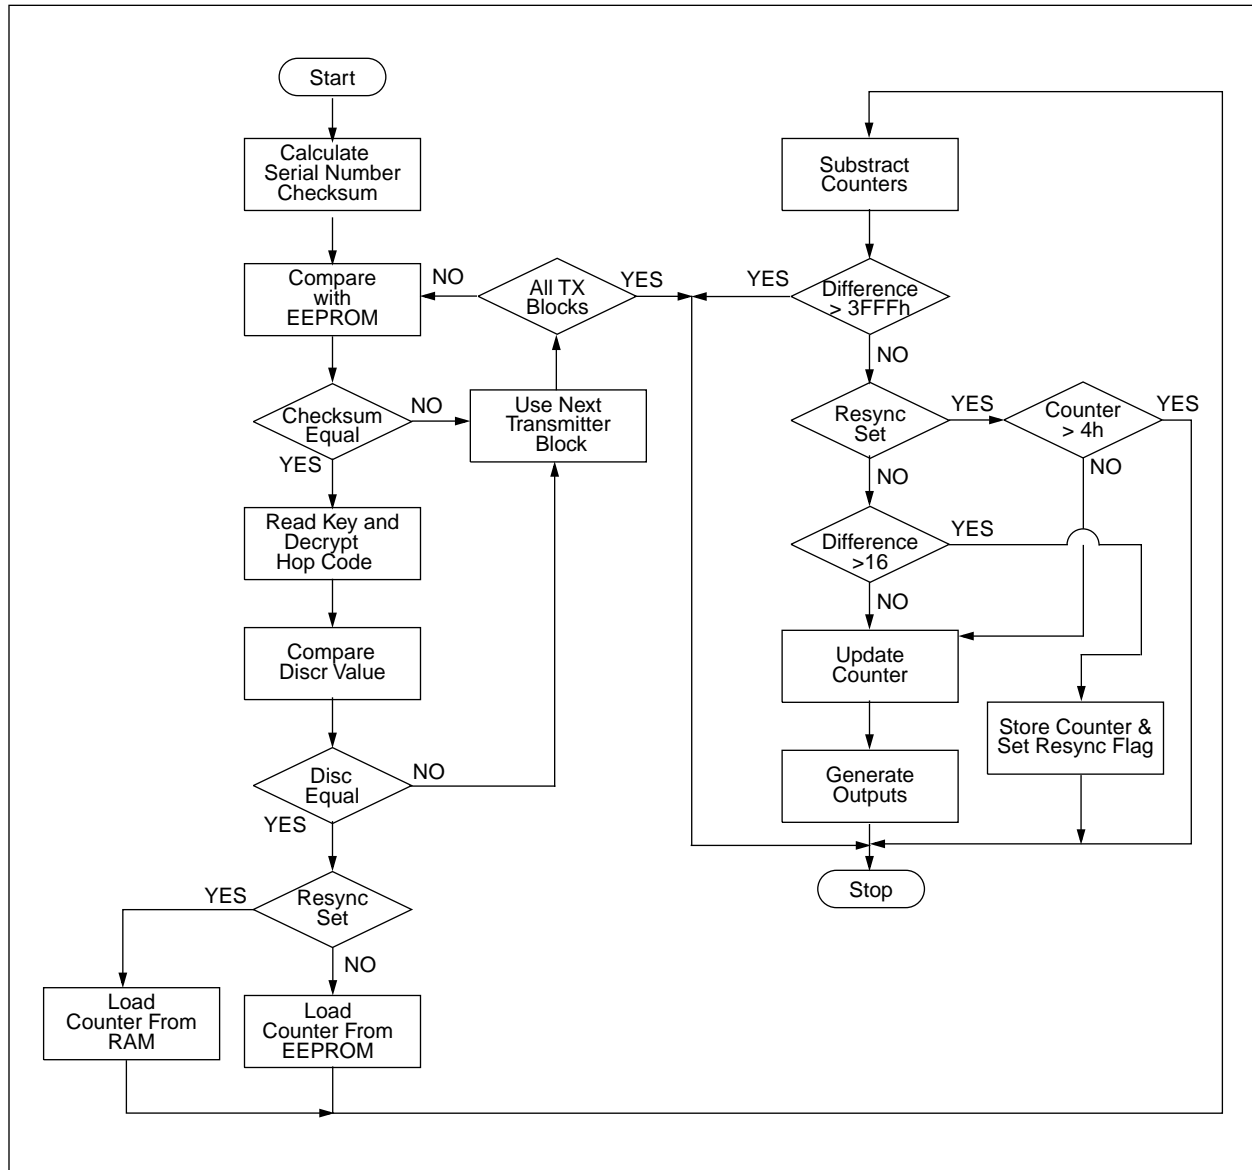 Start
Calculate
Serial Number
Checksum
Compare
with
EEPROM
NO
All TX
Blocks
YES
Checksum
Equal
NO
YES
Use Next
Transmitter
Block
Read Key and
Decrypt
Hop Code
Compare
Discr Value
Disc
Equal
NO
YES
Resync
Set
YES
NO
Load
Counter From
RAM
Load
Counter From
EEPROM
Substract
Counters
YES
Difference
> 3FFFh
NO
Resync
Set
YES
Counter
> 4h
YES
NO
NO
Difference
>16
YES
NO
Update
Counter
Store Counter &
Set Resync Flag
Generate
Outputs
Stop